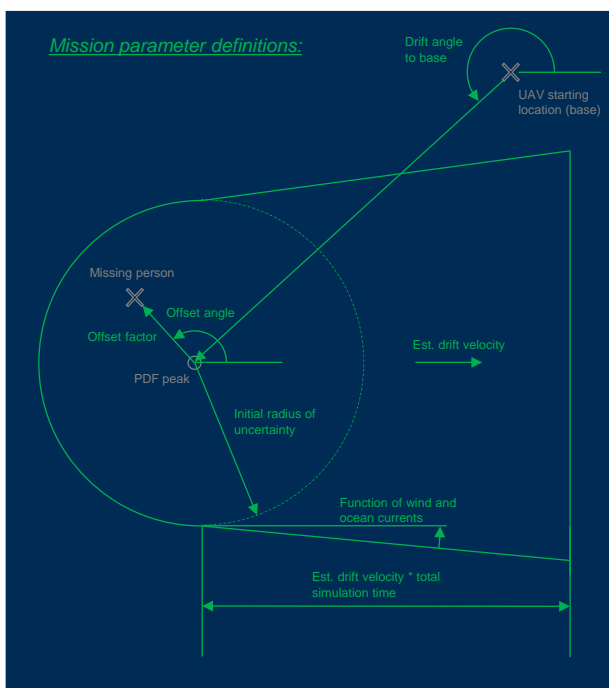 Mission parameter definitions:
Drift angle
to base
UAV starting
location (base)
Missing person
Offset angle
Offset factor
Est. drift velocity
PDF peak
Initial radius of
uncertainty
Function of wind and
ocean currents
Est. drift velocity * total
simulation time